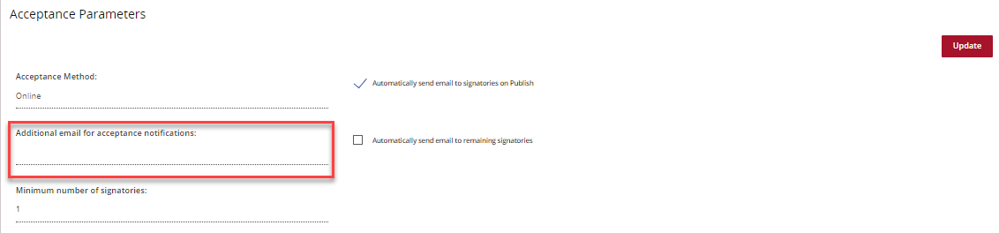 Acceptance Parameters
Update
Acceptance Method:
Automatically send email to signatories on Publish
Online
Additional email for acceptance notifications:
Automatically send email to remaining signatories
Minimum number of signatories:
1